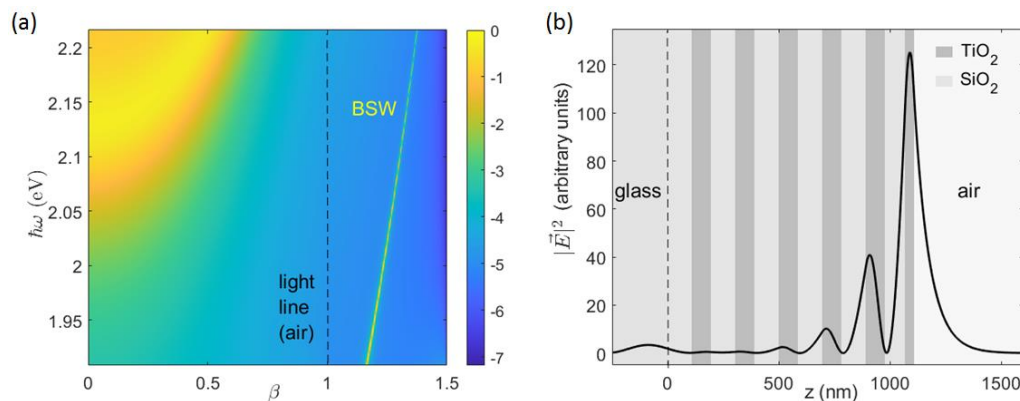 (a)
2.2
2.15
2.1
2.05
2
1.95
ħω (eV)
BSW
light
line
(air)
0
0.5
1
1.5
β
0
-1
-2
-3
-4
-5
-6
-7
(b)
TiO₂
SiO₂
120
100
80
60
40
20
0
|E⃗|² (arbitrary units)
glass
air
0
500
1000
1500
z (nm)